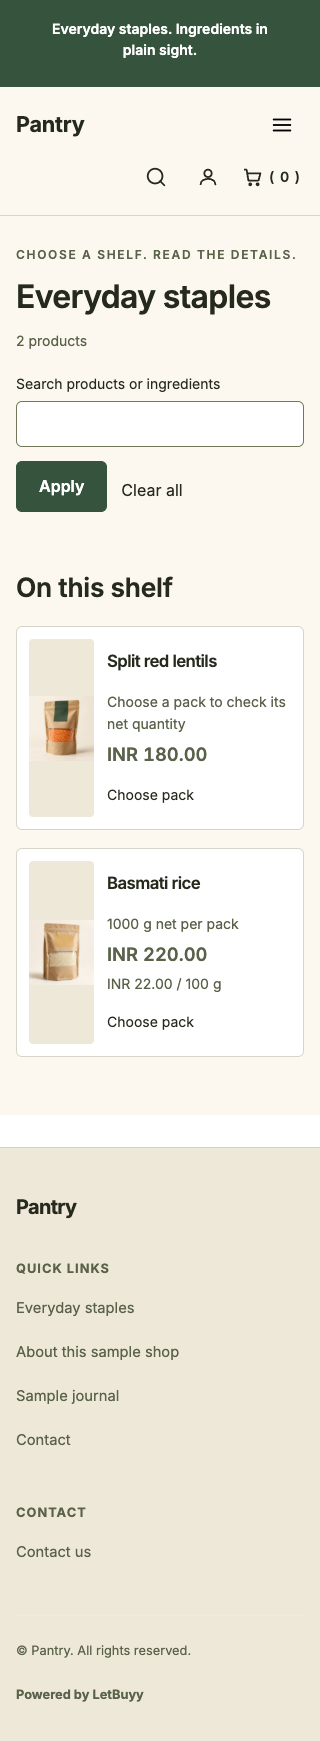 Everyday staples. Ingredients in
plain sight.
Pantry
( 0 )
CHOOSE A SHELF. READ THE DETAILS.
Everyday staples
2 products
Search products or ingredients
Apply
Clear all
On this shelf
Split red lentils
Choose a pack to check its
net quantity
INR 180.00
Choose pack
Basmati rice
1000 g net per pack
INR 220.00
INR 22.00 / 100 g
Choose pack
Pantry
QUICK LINKS
Everyday staples
About this sample shop
Sample journal
Contact
CONTACT
Contact us
© Pantry. All rights reserved.
Powered by LetBuyy